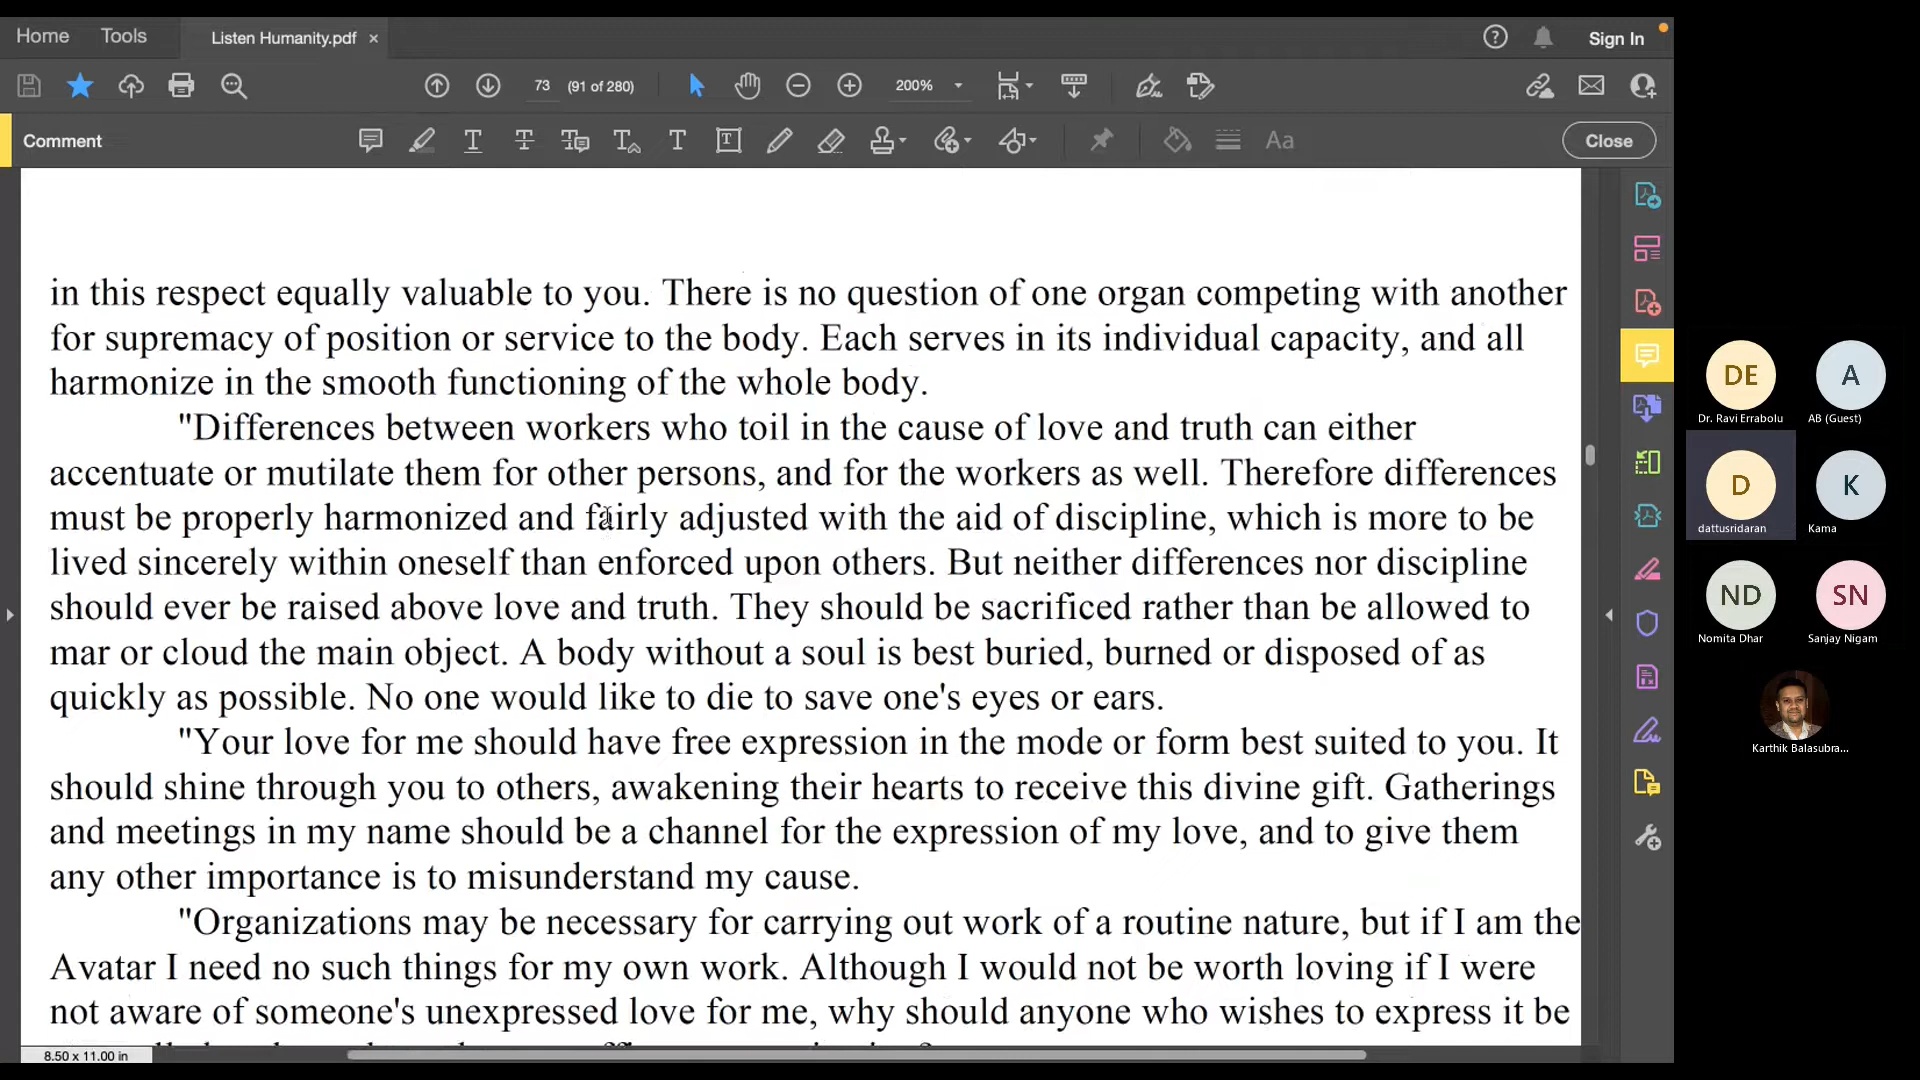 Home Tools Listen Humanity.pdf × Sign In
73 (91 of 280) 200%
Comment Aa Close
in this respect equally valuable to you. There is no question of one organ competing with another
for supremacy of position or service to the body. Each serves in its individual capacity, and all
harmonize in the smooth functioning of the whole body.
"Differences between workers who toil in the cause of love and truth can either
accentuate or mutilate them for other persons, and for the workers as well. Therefore differences
must be properly harmonized and fairly adjusted with the aid of discipline, which is more to be
lived sincerely within oneself than enforced upon others. But neither differences nor discipline
should ever be raised above love and truth. They should be sacrificed rather than be allowed to
mar or cloud the main object. A body without a soul is best buried, burned or disposed of as
quickly as possible. No one would like to die to save one's eyes or ears.
"Your love for me should have free expression in the mode or form best suited to you. It
should shine through you to others, awakening their hearts to receive this divine gift. Gatherings
and meetings in my name should be a channel for the expression of my love, and to give them
any other importance is to misunderstand my cause.
"Organizations may be necessary for carrying out work of a routine nature, but if I am the
Avatar I need no such things for my own work. Although I would not be worth loving if I were
not aware of someone's unexpressed love for me, why should anyone who wishes to express it be
8.50 x 11.00 in
DE A
Dr. Ravi Errabolu AB (Guest)
D K
dattusridaran Kama
ND SN
Nomita Dhar Sanjay Nigam
Karthik Balasubra...